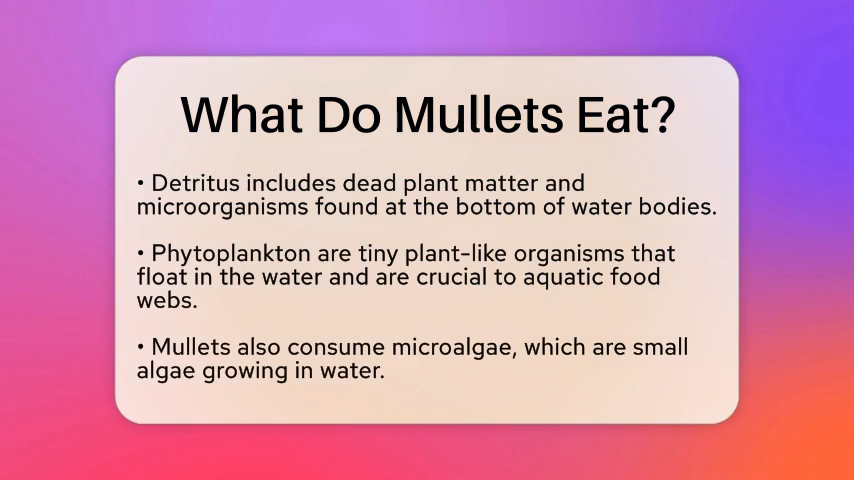 What Do Mullets Eat?
• Detritus includes dead plant matter and
microorganisms found at the bottom of water bodies.
• Phytoplankton are tiny plant-like organisms that
float in the water and are crucial to aquatic food
webs.
• Mullets also consume microalgae, which are small
algae growing in water.